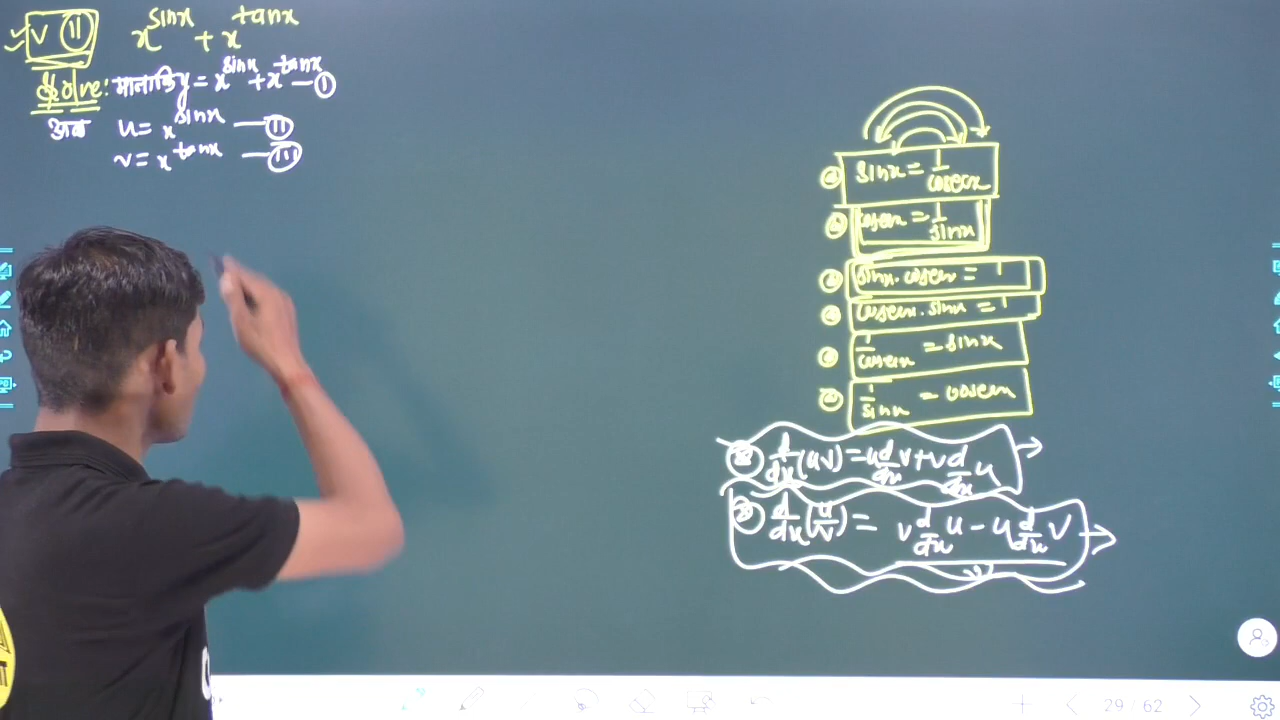 v (11) x^sinx + x^tanx
Solve: मानाकि y = x^sinx + x^tanx —(I)
अब u = x^sinx —(II)
v = x^tanx —(III)
sinx = 1/cosecx
cosecx = 1/sinx
sinx. cosecx = 1
cosecx. sinx = 1
1/cosecx = sinx
1/sinx = cosecx
d/dx (uv) = u d/dx v + v d/dx u
d/dx (u/v) = v d/dx u - u d/dx v
29 / 62